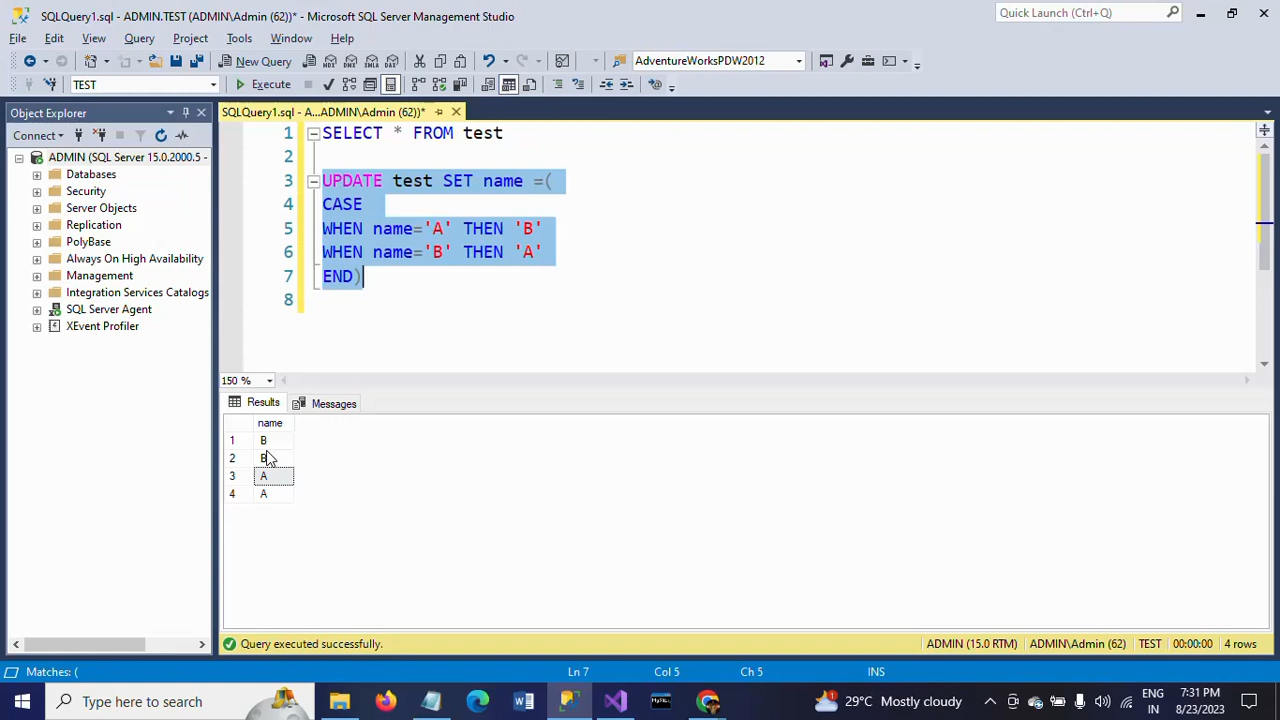 SQLQuery1.sql - ADMIN.TEST (ADMIN\Admin (62))* - Microsoft SQL Server Management Studio
Quick Launch (Ctrl+Q)
File Edit View Query Project Tools Window Help
New Query MDX DMX XMLA DAX AdventureWorksPDW2012
TEST Execute
Object Explorer
SQLQuery1.sql - A...ADMIN\Admin (62))*
Connect
ADMIN (SQL Server 15.0.2000.5 -
Databases
Security
Server Objects
Replication
PolyBase
Always On High Availability
Management
Integration Services Catalogs
SQL Server Agent
XEvent Profiler
1 SELECT * FROM test
2
3 UPDATE test SET name =(
4 CASE
5 WHEN name='A' THEN 'B'
6 WHEN name='B' THEN 'A'
7 END)
8
150 %
Results Messages
name
1 B
2 B
3 A
4 A
Query executed successfully. ADMIN (15.0 RTM) ADMIN\Admin (62) TEST 00:00:00 4 rows
Matches: ( Ln 7 Col 5 Ch 5 INS
Type here to search
29°C Mostly cloudy
ENG
IN
7:31 PM
8/23/2023